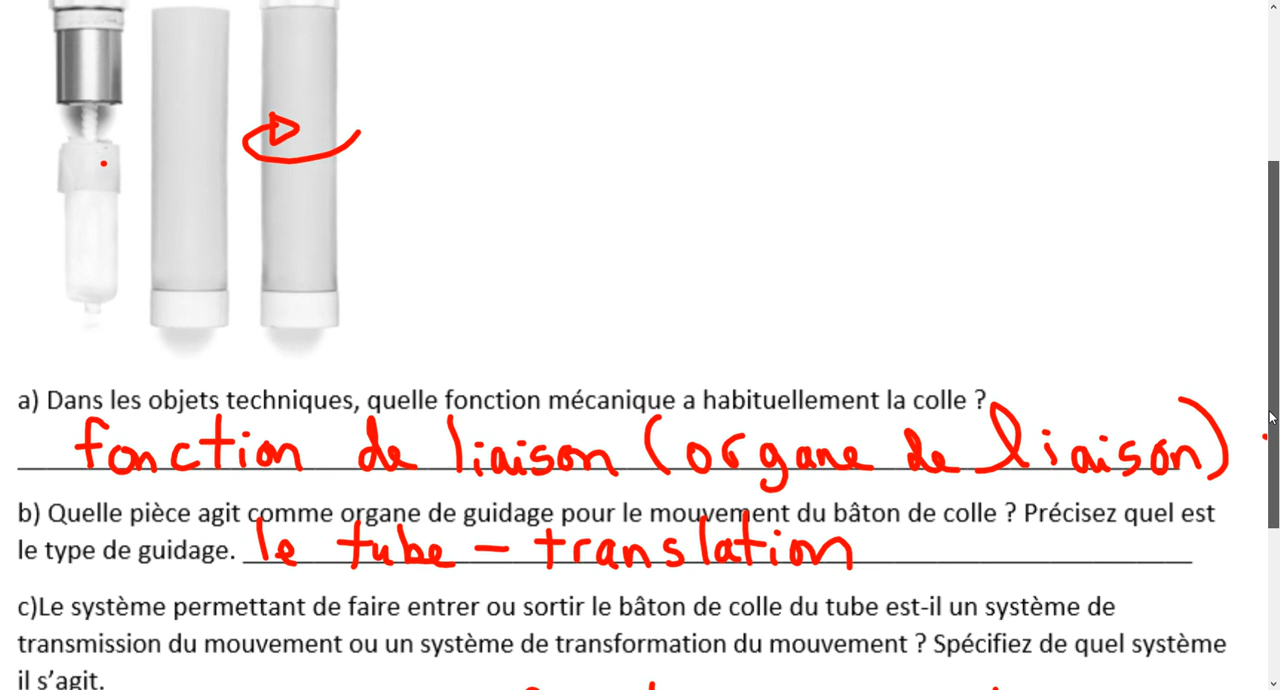 a) Dans les objets techniques, quelle fonction mécanique a habituellement la colle ?
fonction de liaison (organe de liaison)
b) Quelle pièce agit comme organe de guidage pour le mouvement du bâton de colle ? Précisez quel est
le type de guidage. le tube - translation
c)Le système permettant de faire entrer ou sortir le bâton de colle du tube est-il un système de
transmission du mouvement ou un système de transformation du mouvement ? Spécifiez de quel système
il s'agit.